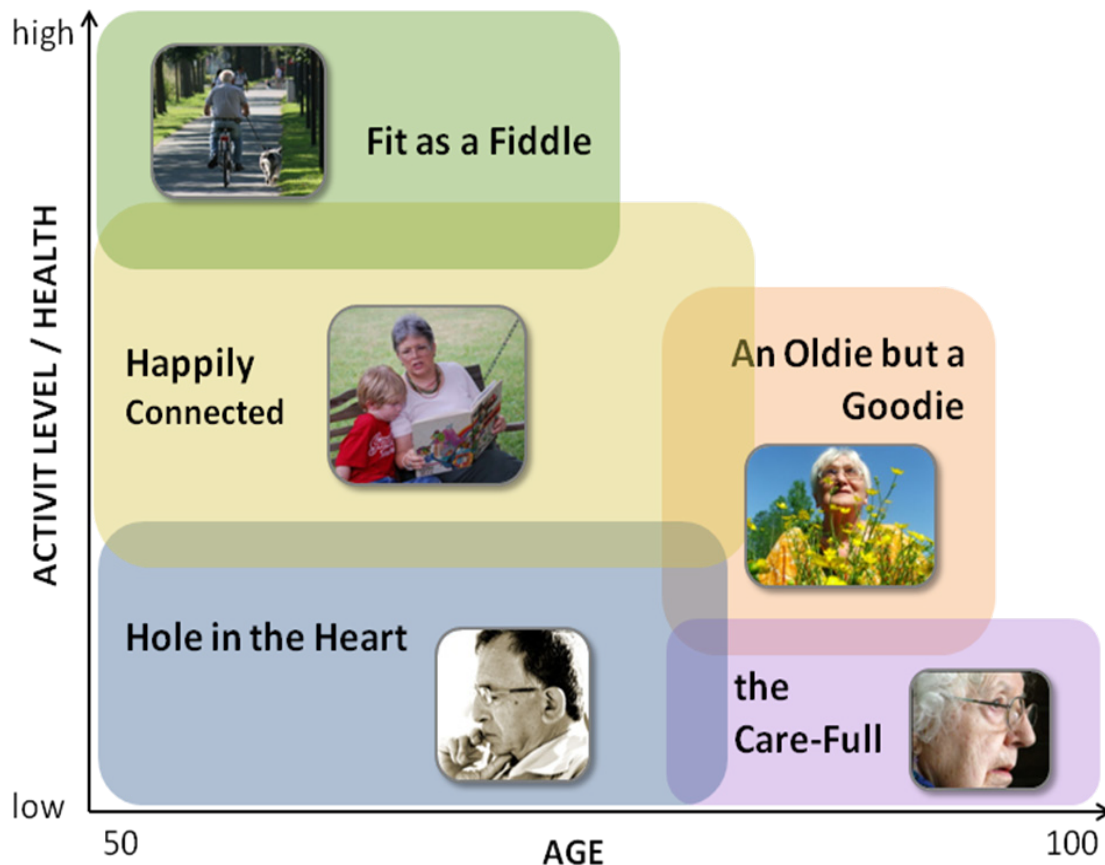 high
Fit as a Fiddle
ACTIVIT LEVEL / HEALTH
Happily
Connected
An Oldie but a
Goodie
Hole in the Heart
the
Care-Full
low
50
AGE
100